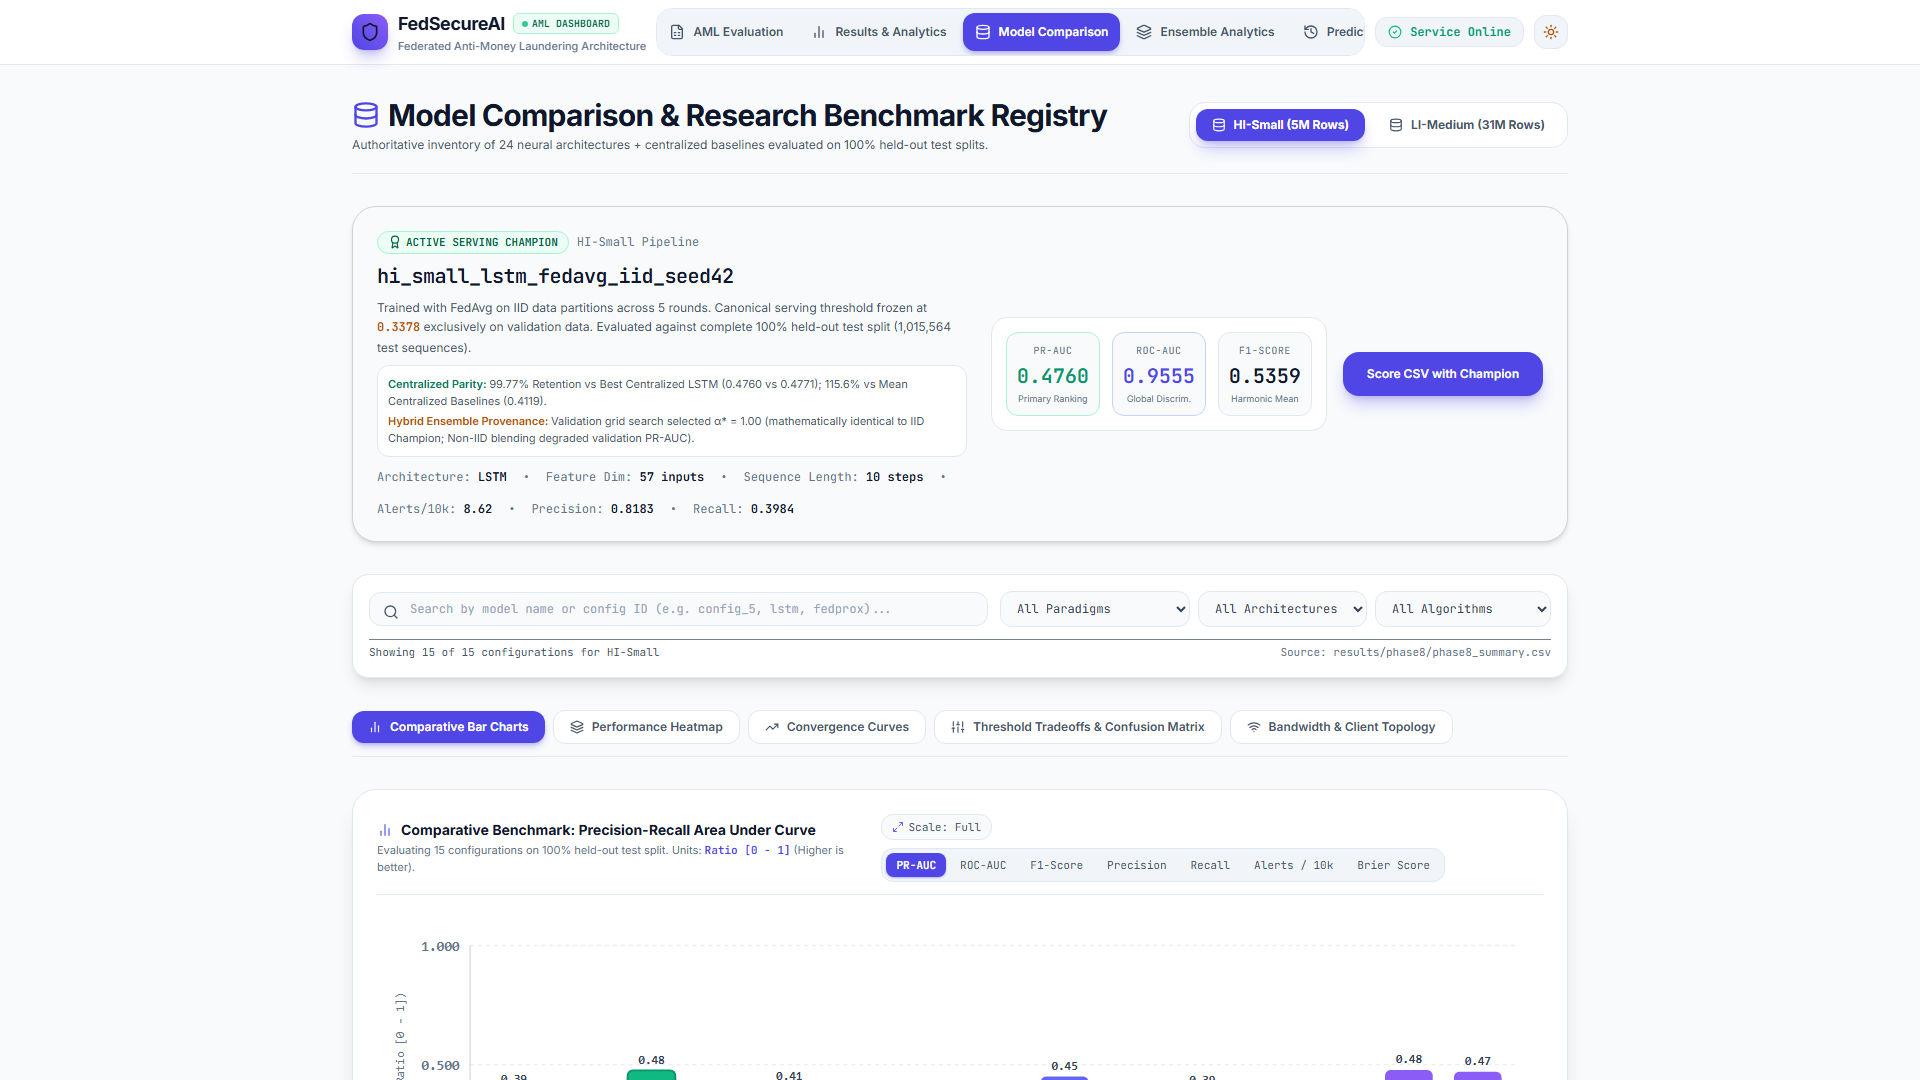 FedSecureAI
AML DASHBOARD
Federated Anti-Money Laundering Architecture
AML Evaluation
Results & Analytics
Model Comparison
Ensemble Analytics
Predic
Service Online
Model Comparison & Research Benchmark Registry
Authoritative inventory of 24 neural architectures + centralized baselines evaluated on 100% held-out test splits.
HI-Small (5M Rows)
LI-Medium (31M Rows)
ACTIVE SERVING CHAMPION
HI-Small Pipeline
hi_small_lstm_fedavg_iid_seed42
Trained with FedAvg on IID data partitions across 5 rounds. Canonical serving threshold frozen at
0.3378 exclusively on validation data. Evaluated against complete 100% held-out test split (1,015,564
test sequences).
Centralized Parity: 99.77% Retention vs Best Centralized LSTM (0.4760 vs 0.4771); 115.6% vs Mean
Centralized Baselines (0.4119).
Hybrid Ensemble Provenance: Validation grid search selected α* = 1.00 (mathematically identical to IID
Champion; Non-IID blending degraded validation PR-AUC).
Architecture: LSTM • Feature Dim: 57 inputs • Sequence Length: 10 steps •
Alerts/10k: 8.62 • Precision: 0.8183 • Recall: 0.3984
PR-AUC
0.4760
Primary Ranking
ROC-AUC
0.9555
Global Discrim.
F1-SCORE
0.5359
Harmonic Mean
Score CSV with Champion
Search by model name or config ID (e.g. config_5, lstm, fedprox)...
All Paradigms
All Architectures
All Algorithms
Showing 15 of 15 configurations for HI-Small
Source: results/phase8/phase8_summary.csv
Comparative Bar Charts
Performance Heatmap
Convergence Curves
Threshold Tradeoffs & Confusion Matrix
Bandwidth & Client Topology
Comparative Benchmark: Precision-Recall Area Under Curve
Evaluating 15 configurations on 100% held-out test split. Units: Ratio [0 - 1] (Higher is
better).
Scale: Full
PR-AUC
ROC-AUC
F1-Score
Precision
Recall
Alerts / 10k
Brier Score
1.000
0.500
Ratio [0 - 1])
0.39
0.48
0.41
0.45
0.39
0.48
0.47